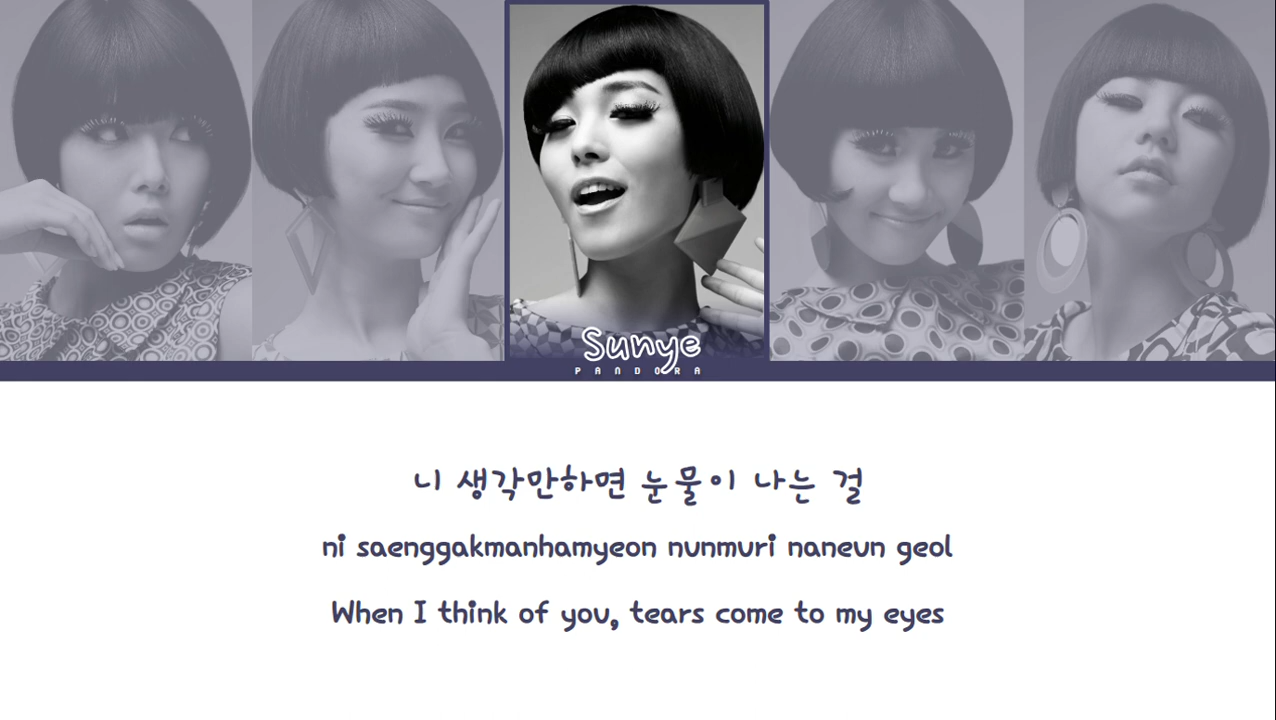 Sunye
PANDORA
니 생각만하면 눈물이 나는 걸
ni saenggakmanhamyeon nunmuri naneun geol
When I think of you, tears come to my eyes